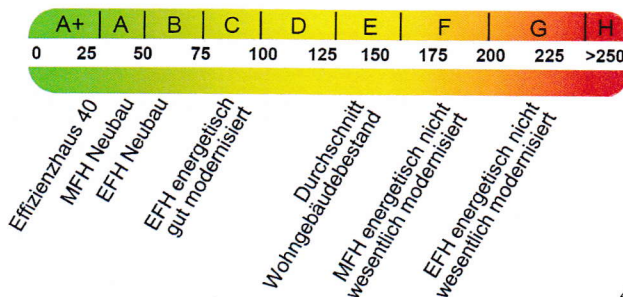 A+ A B C D E F G H
0 25 50 75 100 125 150 175 200 225 >250
Effizienzhaus 40
MFH Neubau
EFH Neubau
EFH energetisch
gut modernisiert
Durchschnitt
Wohngebäudebestand
MFH energetisch nicht
wesentlich modernisiert
EFH energetisch nicht
wesentlich modernisiert